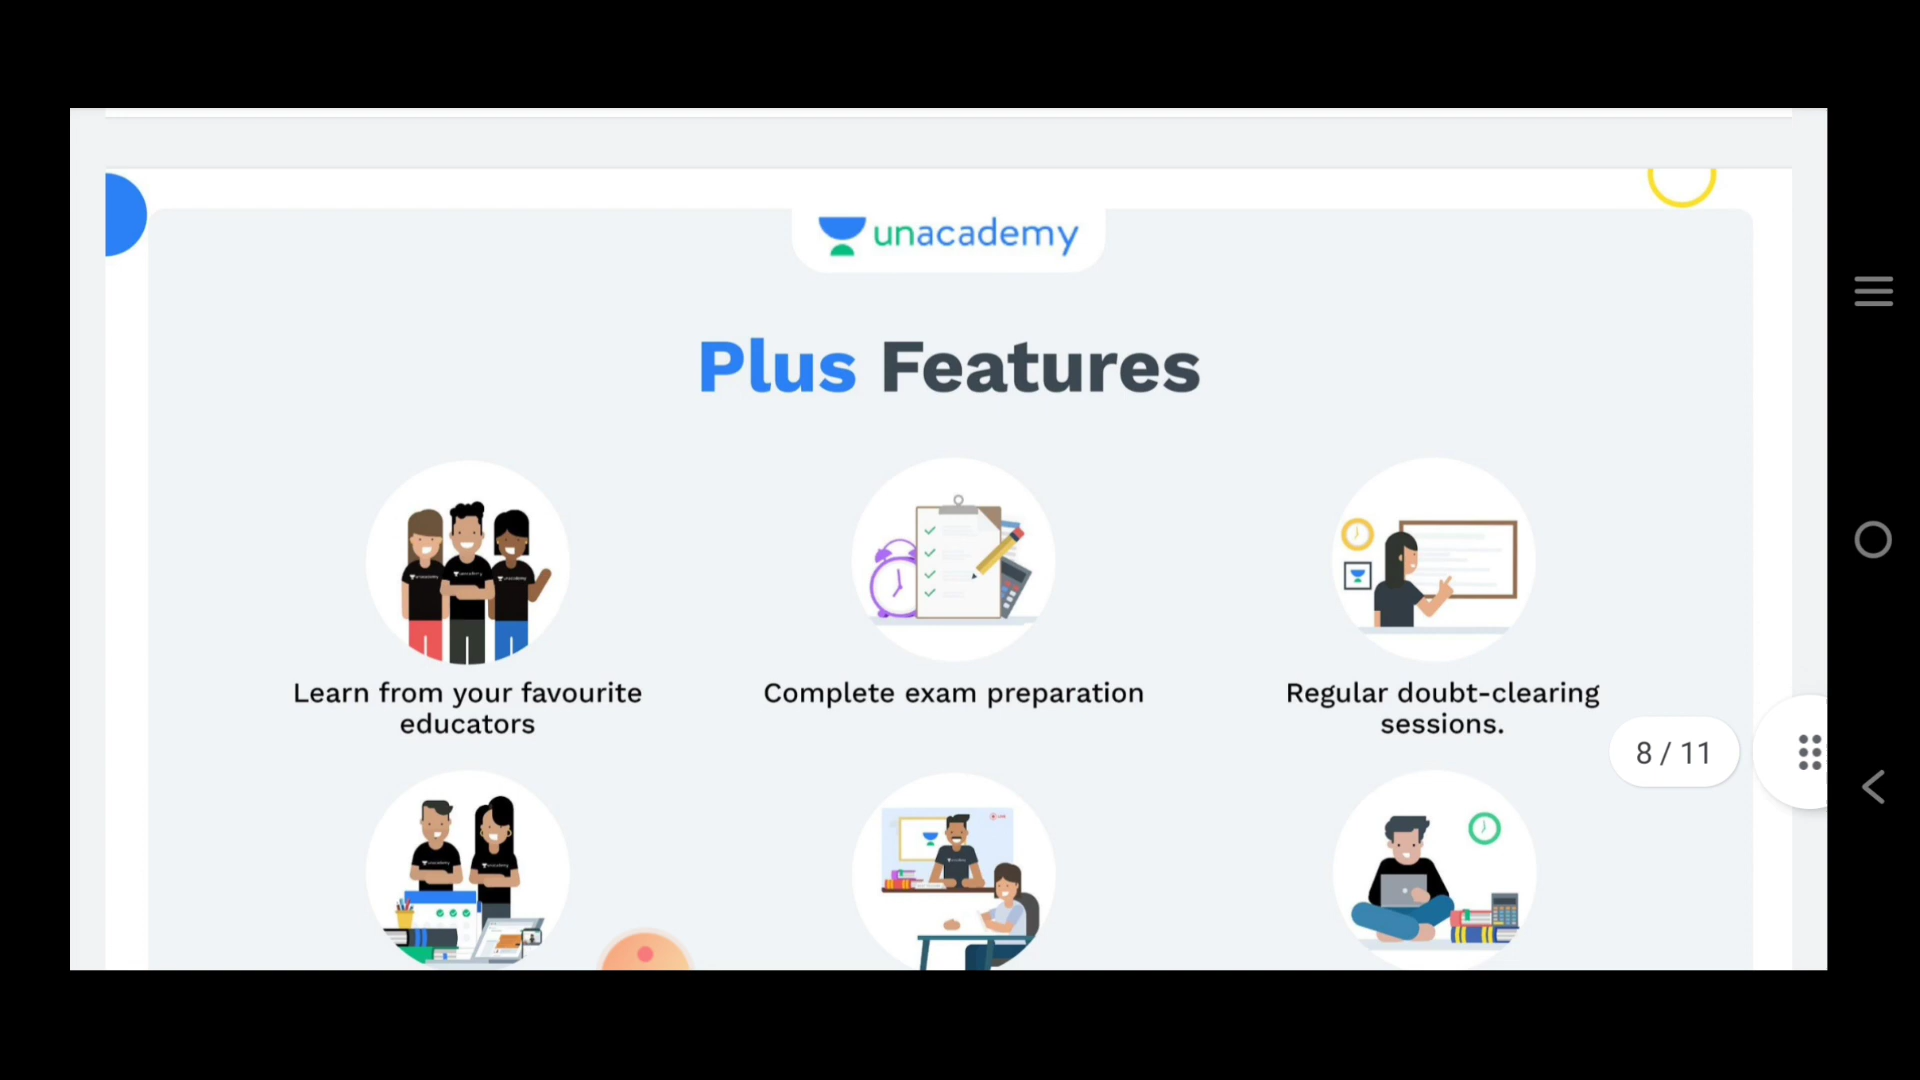 unacademy
Plus Features
Learn from your favourite
educators
Complete exam preparation
Regular doubt-clearing
sessions.
8 / 11